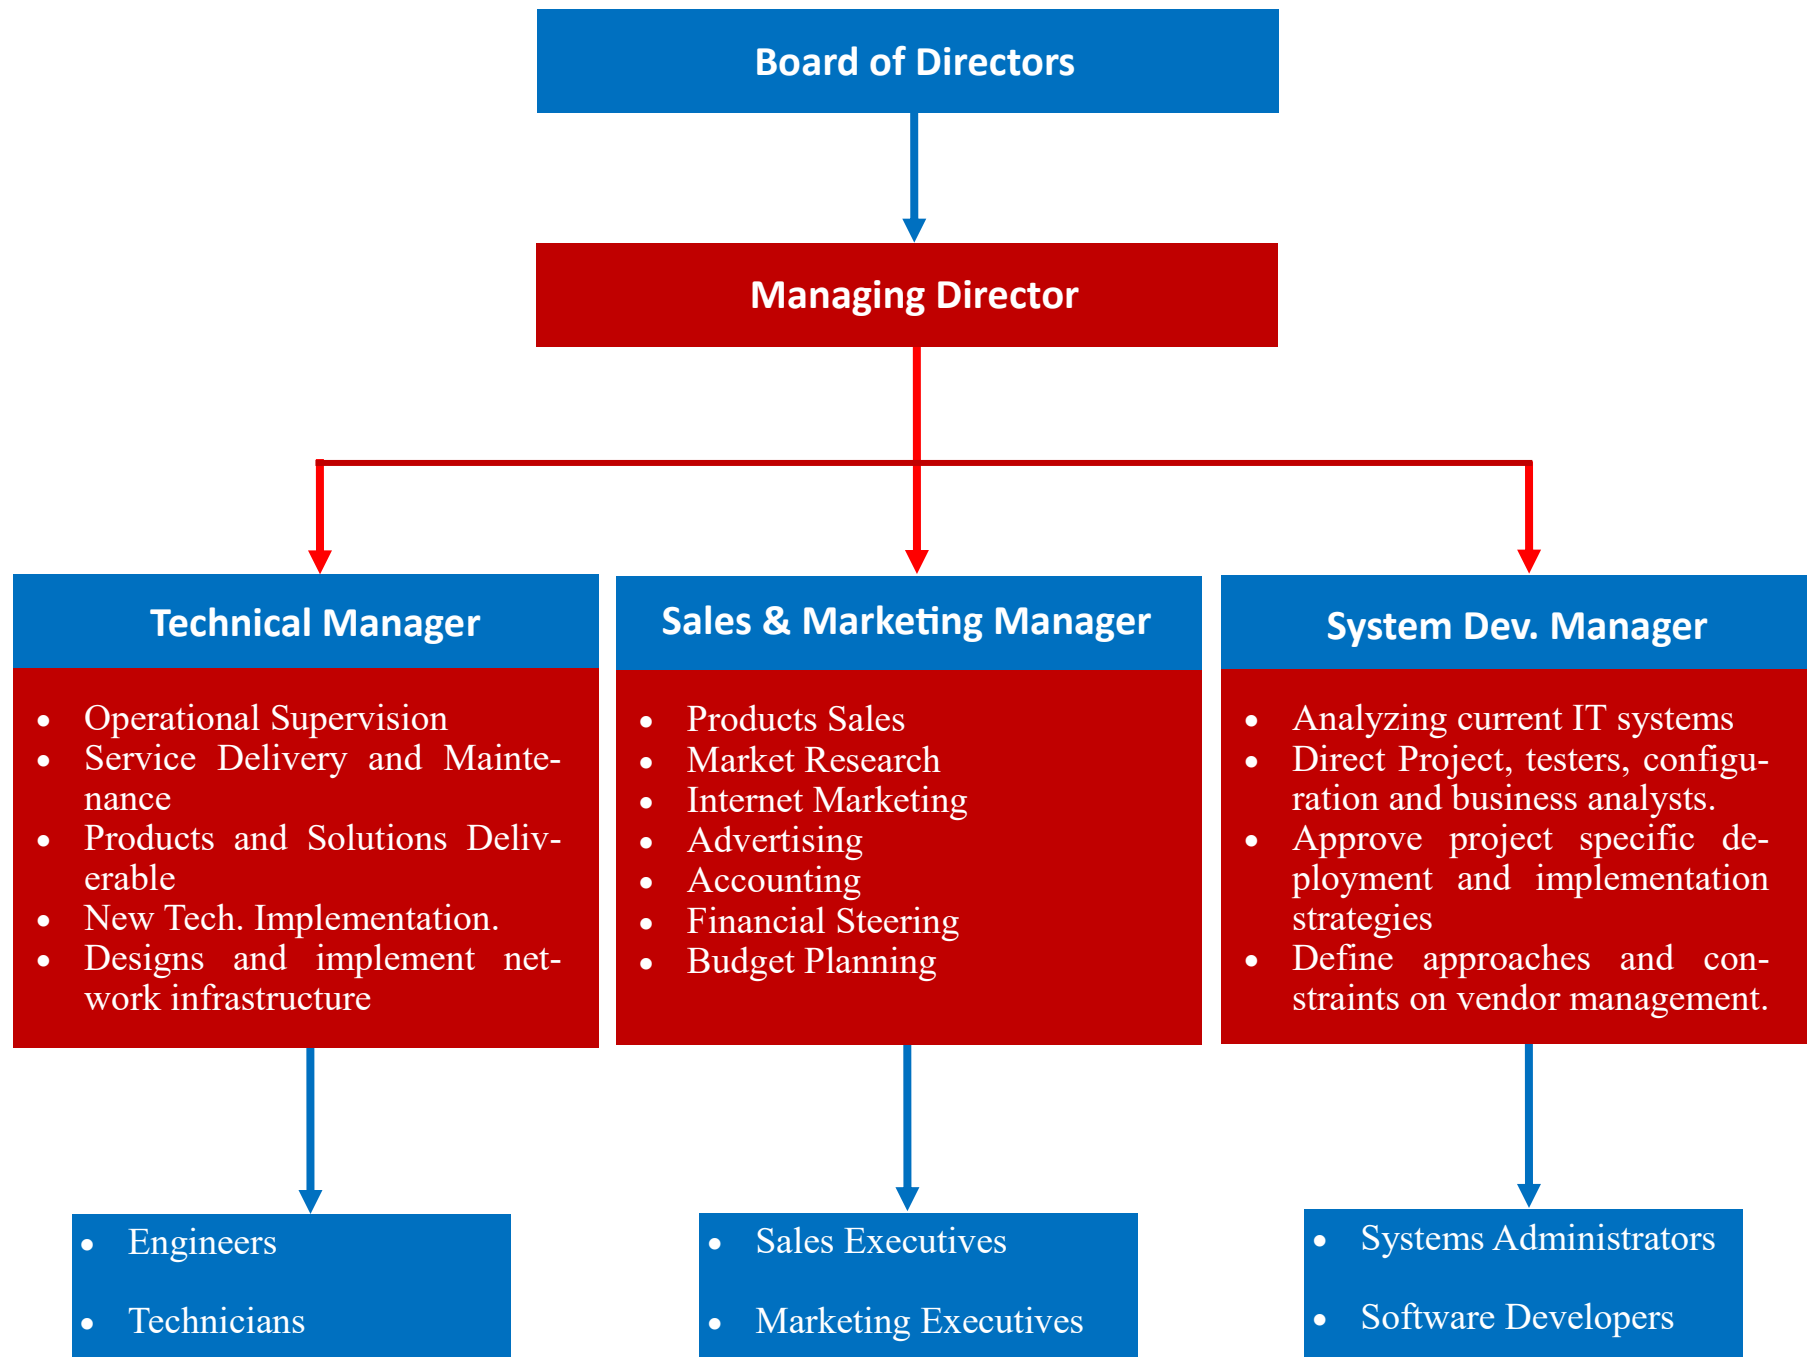 Board of Directors
Managing Director
Technical Manager
• Operational Supervision
• Service Delivery and Mainte-
nance
• Products and Solutions Deliv-
erable
• New Tech. Implementation.
• Designs and implement net-
work infrastructure
Sales & Marketing Manager
• Products Sales
• Market Research
• Internet Marketing
• Advertising
• Accounting
• Financial Steering
• Budget Planning
System Dev. Manager
• Analyzing current IT systems
• Direct Project, testers, configu-
ration and business analysts.
• Approve project specific de-
ployment and implementation
strategies
• Define approaches and con-
straints on vendor management.
• Engineers
• Technicians
• Sales Executives
• Marketing Executives
• Systems Administrators
• Software Developers